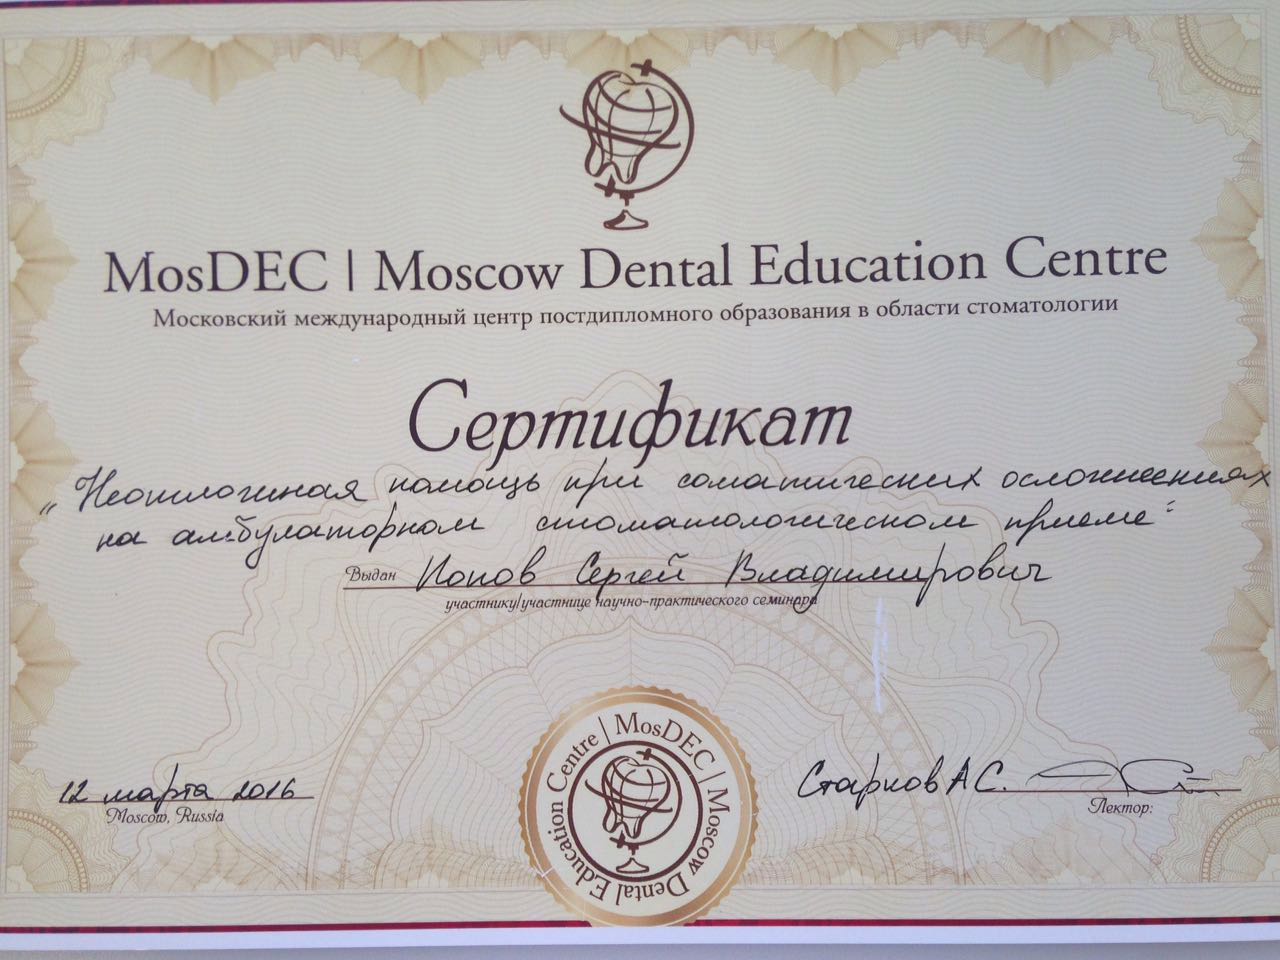 MosDEC | Moscow Dental Education Centre
Московский международный центр постдипломного образования в области стоматологии
Сертификат
„Неотложная помощь при соматических осложнениях
на амбулаторном стоматологическом приеме"
Выдан Попов Сергей Владимирович
участнику/участнице научно-практического семинара
12 марта 2016
Moscow, Russia
Старков А С.
Лектор:
MosDEC | Moscow Dental Education Centre |